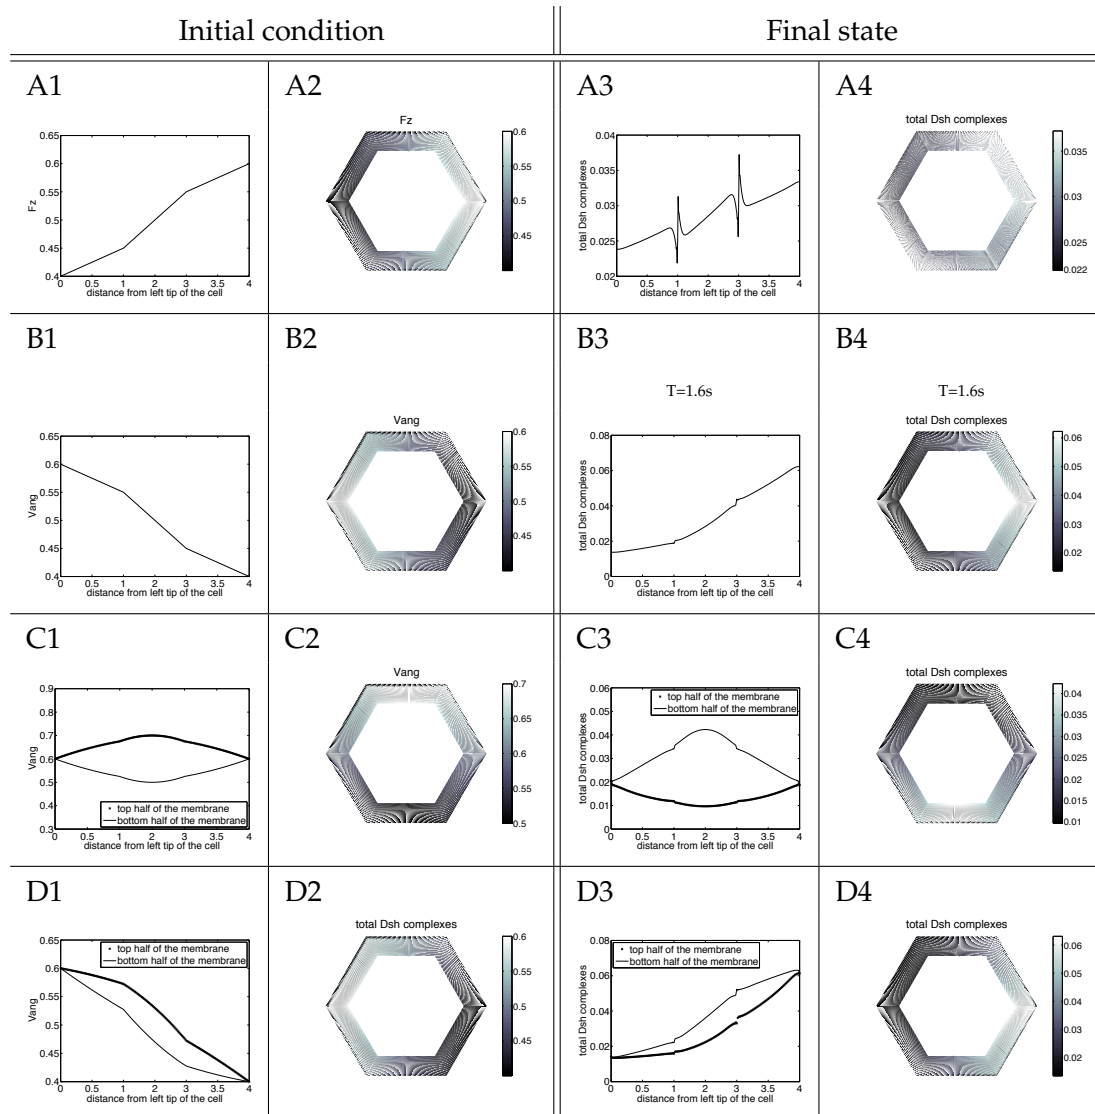 Initial condition
Final state
A1
0.65
0.6
0.55
0.5
0.45
0.4
Fz
0 0.5 1 1.5 2 2.5 3 3.5 4
distance from left tip of the cell
A2
Fz
0.6
0.55
0.5
0.45
A3
0.04
0.035
0.03
0.025
0.02
total Dsh complexes
0 0.5 1 1.5 2 2.5 3 3.5 4
distance from left tip of the cell
A4
total Dsh complexes
0.035
0.03
0.025
0.022
B1
0.65
0.6
0.55
0.5
0.45
0.4
Vang
0 0.5 1 1.5 2 2.5 3 3.5 4
distance from left tip of the cell
B2
Vang
0.6
0.55
0.5
0.45
B3
T=1.6s
0.08
0.06
0.04
0.02
0
total Dsh complexes
0 0.5 1 1.5 2 2.5 3 3.5 4
distance from left tip of the cell
B4
T=1.6s
total Dsh complexes
0.06
0.05
0.04
0.03
0.02
C1
0.9
0.8
0.7
0.6
0.5
0.4
0.3
Vang
top half of the membrane
bottom half of the membrane
0 0.5 1 1.5 2 2.5 3 3.5 4
distance from left tip of the cell
C2
Vang
0.7
0.65
0.6
0.55
0.5
C3
0.06
0.05
0.04
0.03
0.02
0.01
0
total Dsh complexes
top half of the membrane
bottom half of the membrane
0 0.5 1 1.5 2 2.5 3 3.5 4
distance from left tip of the cell
C4
total Dsh complexes
0.04
0.035
0.03
0.025
0.02
0.015
0.01
D1
0.65
0.6
0.55
0.5
0.45
0.4
Vang
top half of the membrane
bottom half of the membrane
0 0.5 1 1.5 2 2.5 3 3.5 4
distance from left tip of the cell
D2
total Dsh complexes
0.6
0.55
0.5
0.45
D3
0.08
0.06
0.04
0.02
0
total Dsh complexes
top half of the membrane
bottom half of the membrane
0 0.5 1 1.5 2 2.5 3 3.5 4
distance from left tip of the cell
D4
total Dsh complexes
0.06
0.05
0.04
0.03
0.02